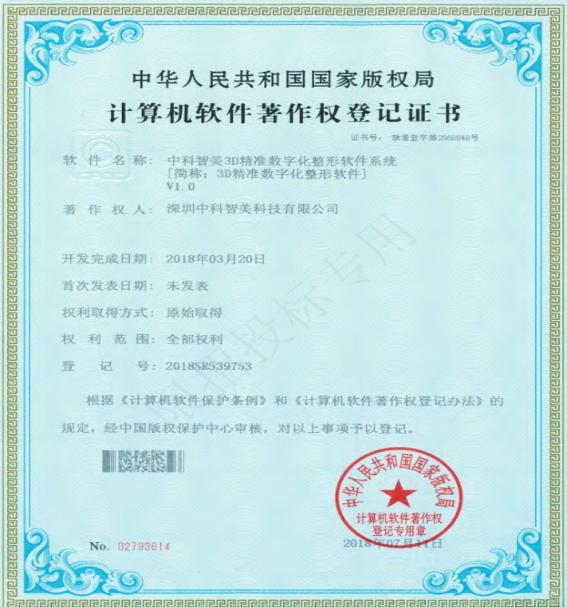 中华人民共和国国家版权局
计算机软件著作权登记证书
证书号： 软著登字第2868848号
软件名称： 中科智美3D精准数字化整形软件系统
[简称：3D精准数字化整形软件]
V1.0
著作权人： 深圳中科智美科技有限公司
开发完成日期： 2018年03月20日
首次发表日期： 未发表
权利取得方式： 原始取得
权利范围： 全部权利
登记号： 2018SR539753
根据《计算机软件保护条例》和《计算机软件著作权登记办法》的
规定，经中国版权保护中心审核，对以上事项予以登记。
中华人民共和国国家版权局
计算机软件著作权
登记专用章
No. 02793614
2018年07月11日
投标专用